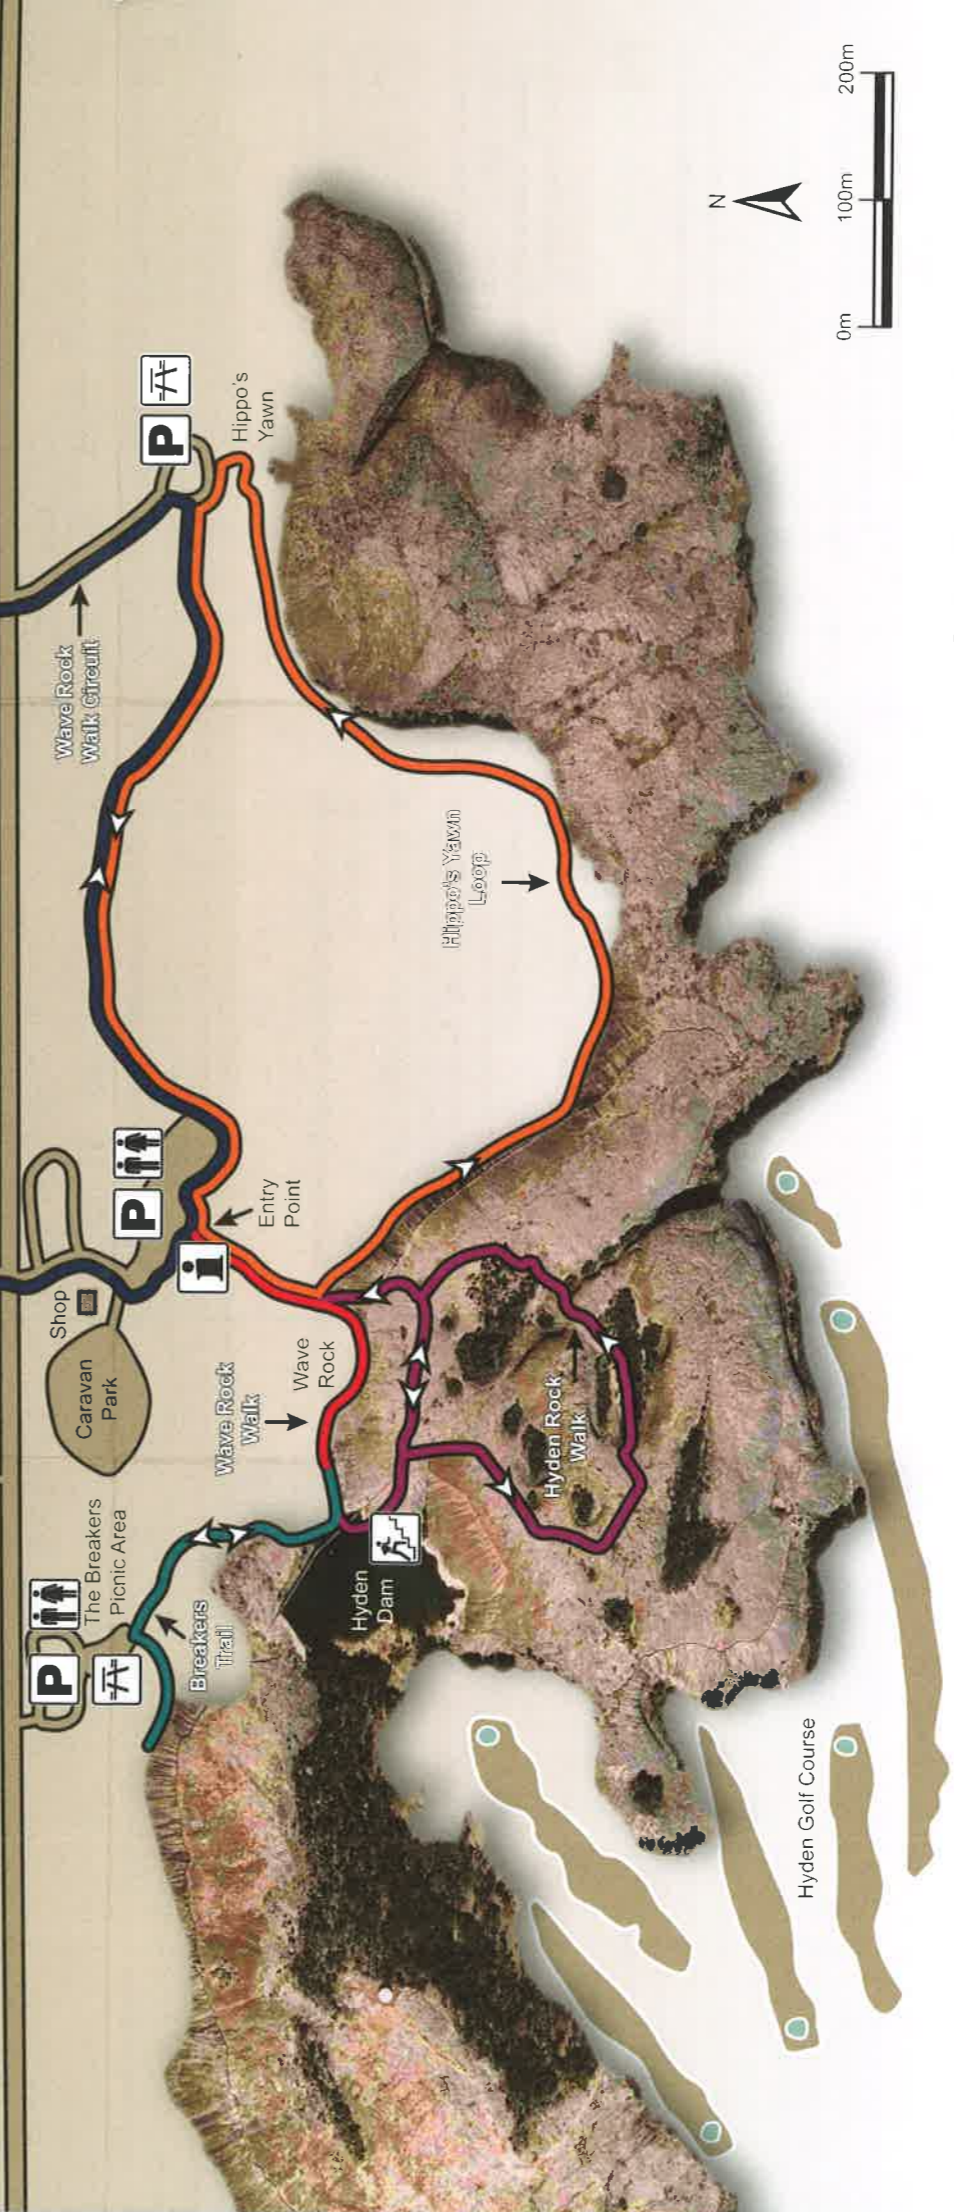 Wave Rock
Walk Circuit
P
Hippo's
Yawn
N
0m
100m
200m
Hippo's Yawn
Loop
P
Entry
Point
i
Shop
Caravan
Park
Wave
Rock
Wave Rock
Walk
Hyden Rock
Walk
The Breakers
Picnic Area
P
Breakers
Trail
Hyden
Dam
Hyden Golf Course